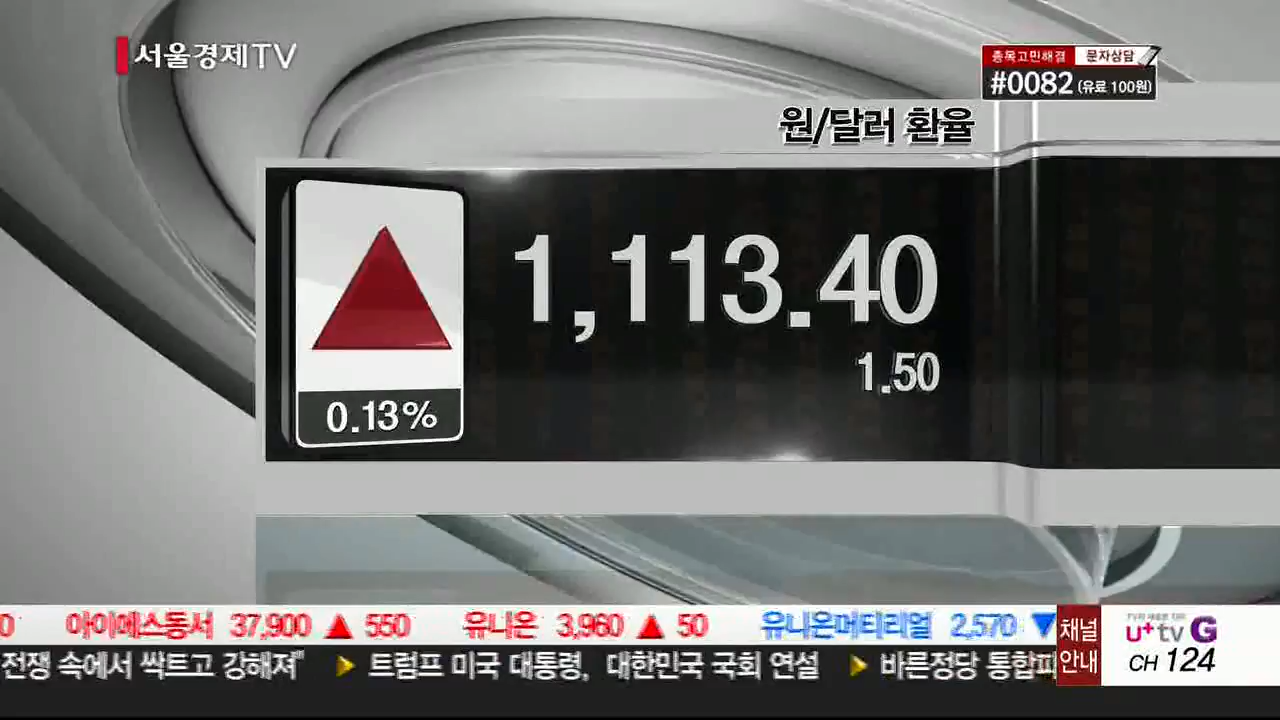 서울경제TV
종목고민해결 문자상담
#0082 (유료 100원)
원/달러 환율
1,113.40
1.50
0.13%
0 아이에스동서 37,900 ▲ 550 유니온 3,960 ▲ 50 유니온머티리얼 2,570 ▼
전쟁 속에서 싹트고 강해져" ▶ 트럼프 미국 대통령, 대한민국 국회 연설 ▶ 바른정당 통합파
채널
안내
U+tv G
CH 124